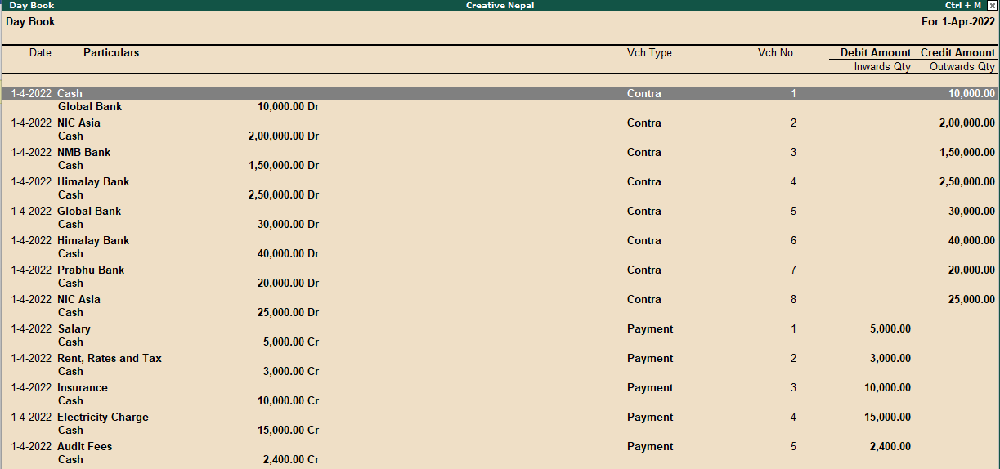 Day Book Creative Nepal Ctrl + M
Day Book For 1-Apr-2022
Date Particulars Vch Type Vch No. Debit Amount Credit Amount
Inwards Qty Outwards Qty
1-4-2022 Cash Contra 1 10,000.00
Global Bank 10,000.00 Dr
1-4-2022 NIC Asia Contra 2 2,00,000.00
Cash 2,00,000.00 Dr
1-4-2022 NMB Bank Contra 3 1,50,000.00
Cash 1,50,000.00 Dr
1-4-2022 Himalay Bank Contra 4 2,50,000.00
Cash 2,50,000.00 Dr
1-4-2022 Global Bank Contra 5 30,000.00
Cash 30,000.00 Dr
1-4-2022 Himalay Bank Contra 6 40,000.00
Cash 40,000.00 Dr
1-4-2022 Prabhu Bank Contra 7 20,000.00
Cash 20,000.00 Dr
1-4-2022 NIC Asia Contra 8 25,000.00
Cash 25,000.00 Dr
1-4-2022 Salary Payment 1 5,000.00
Cash 5,000.00 Cr
1-4-2022 Rent, Rates and Tax Payment 2 3,000.00
Cash 3,000.00 Cr
1-4-2022 Insurance Payment 3 10,000.00
Cash 10,000.00 Cr
1-4-2022 Electricity Charge Payment 4 15,000.00
Cash 15,000.00 Cr
1-4-2022 Audit Fees Payment 5 2,400.00
Cash 2,400.00 Cr